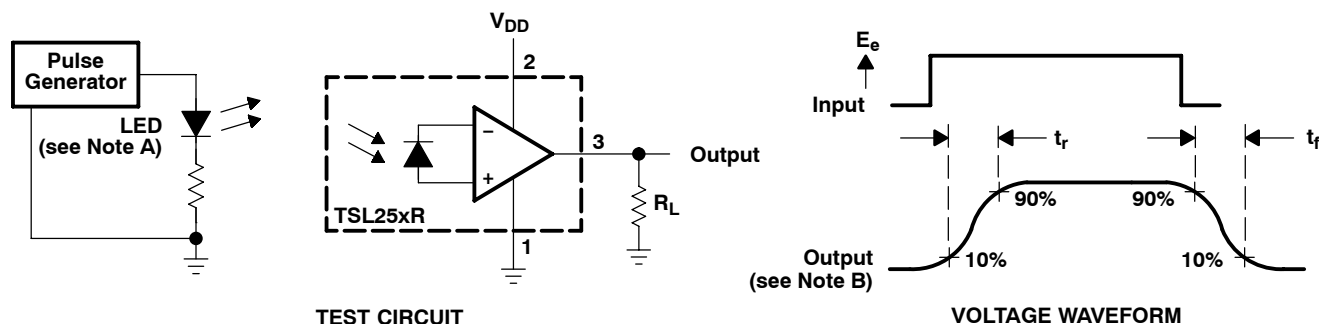 Pulse
Generator
LED
(see Note A)
V_DD
2
−
+
3
Output
R_L
TSL25xR
1
TEST CIRCUIT
E_e
Input
t_r
t_f
90%
90%
10%
10%
Output
(see Note B)
VOLTAGE WAVEFORM